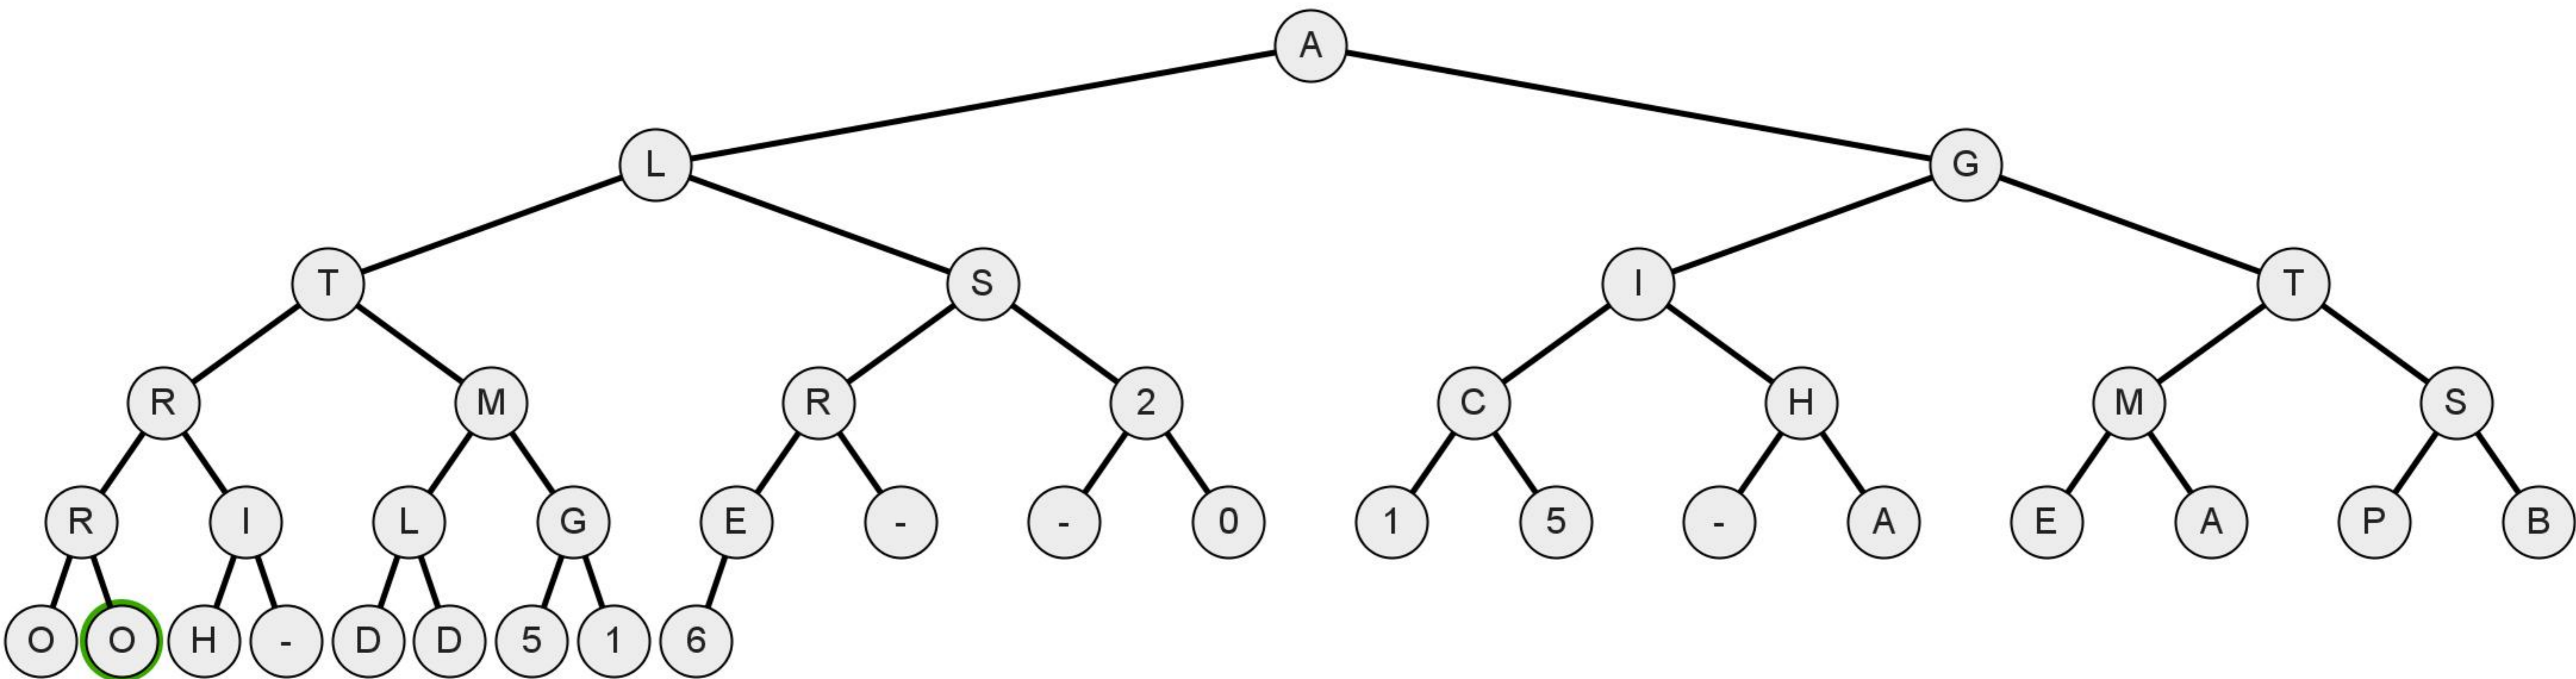 A
L G
T S I T
R M R 2 C H M S
R I L G E - - 0 1 5 - A E A P B
O O H - D D 5 1 6